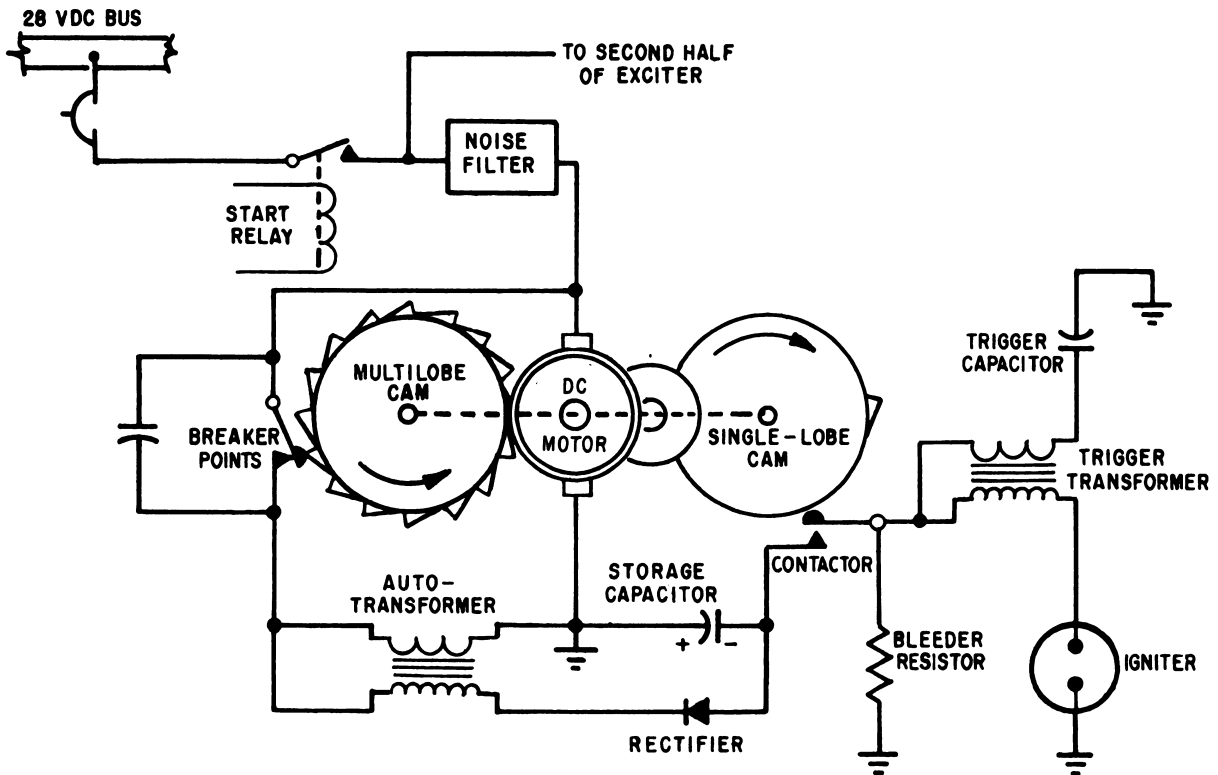 28 VDC BUS
TO SECOND HALF
OF EXCITER
NOISE
FILTER
START
RELAY
TRIGGER
CAPACITOR
MULTILOBE
CAM
DC
MOTOR
SINGLE-LOBE
CAM
BREAKER
POINTS
TRIGGER
TRANSFORMER
CONTACTOR
AUTO-
TRANSFORMER
STORAGE
CAPACITOR
+ -
BLEEDER
RESISTOR
IGNITER
RECTIFIER